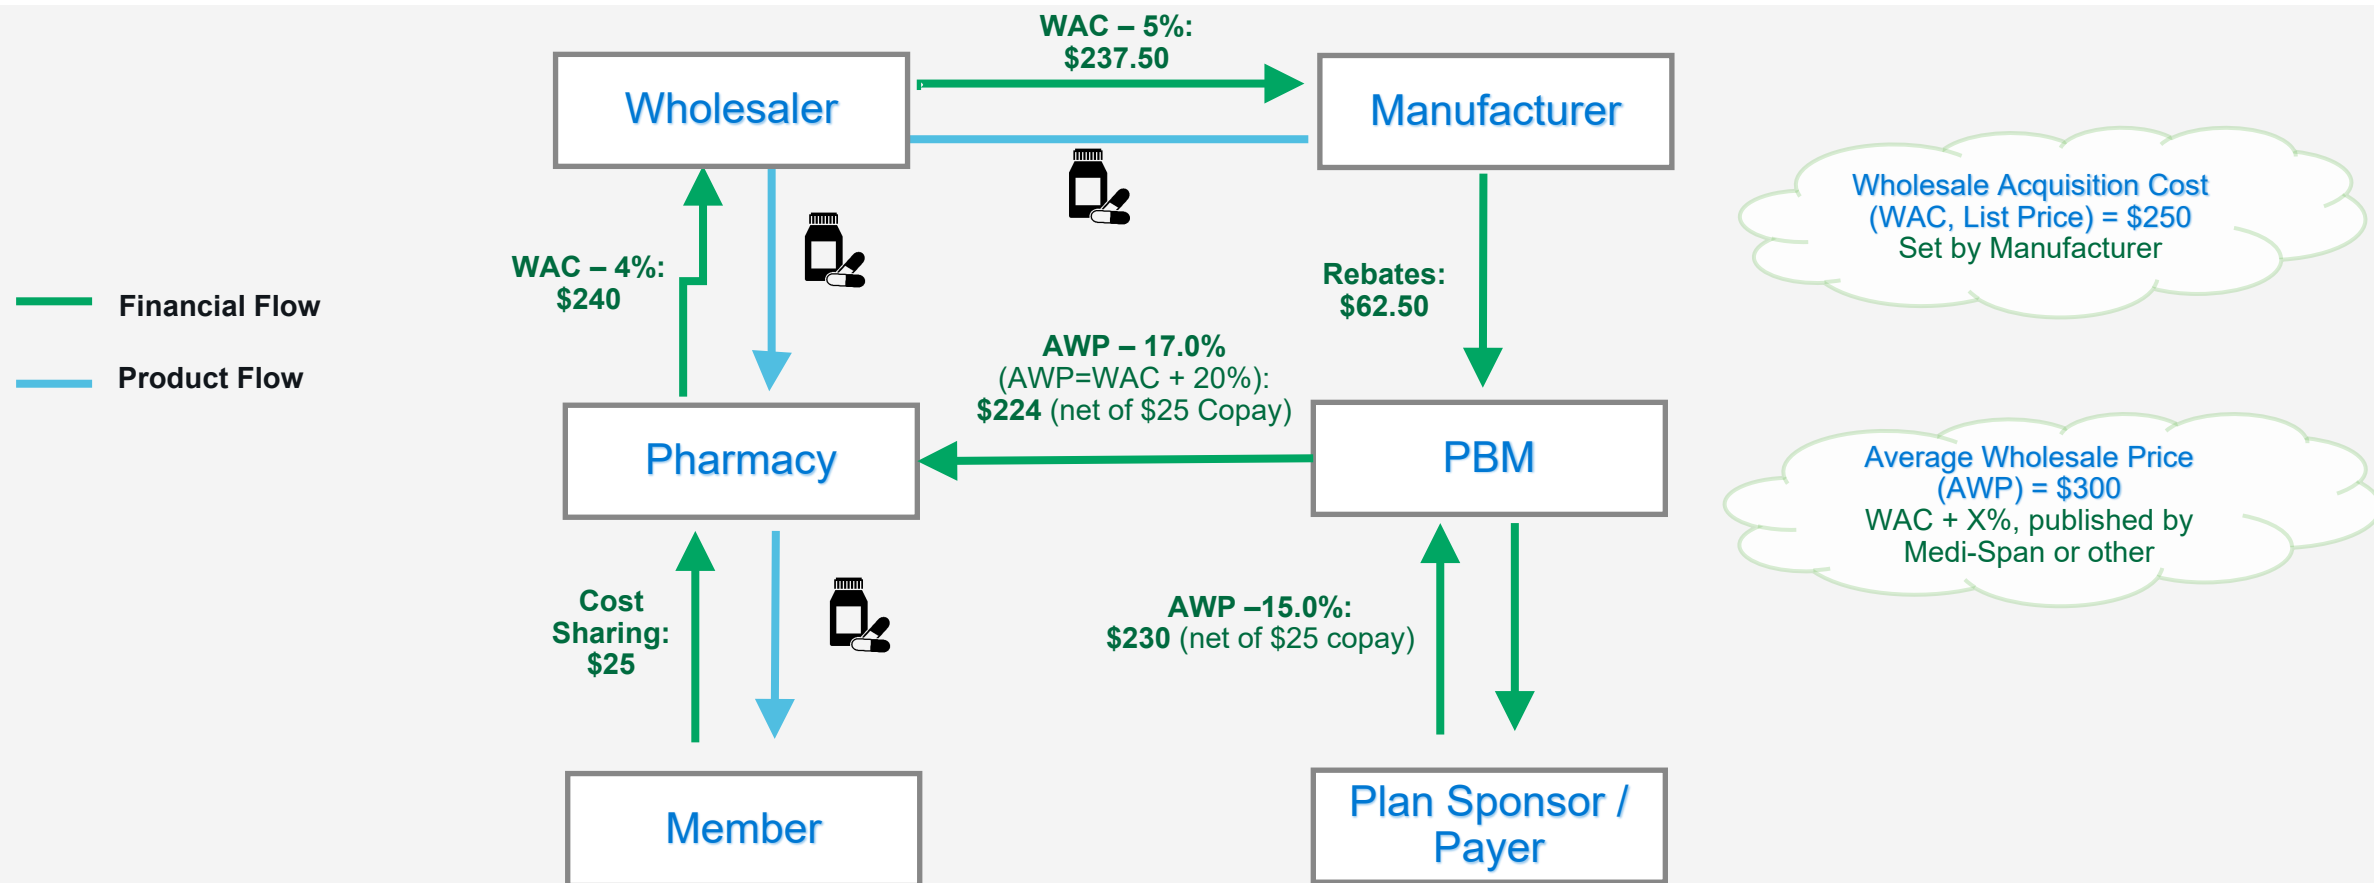 WAC – 5%:
$237.50
Wholesaler
Manufacturer
Wholesale Acquisition Cost
(WAC, List Price) = $250
Set by Manufacturer
WAC – 4%:
$240
Rebates:
$62.50
Financial Flow
Product Flow
AWP – 17.0%
(AWP=WAC + 20%):
$224 (net of $25 Copay)
Pharmacy
PBM
Average Wholesale Price
(AWP) = $300
WAC + X%, published by
Medi-Span or other
Cost
Sharing:
$25
AWP –15.0%:
$230 (net of $25 copay)
Member
Plan Sponsor /
Payer